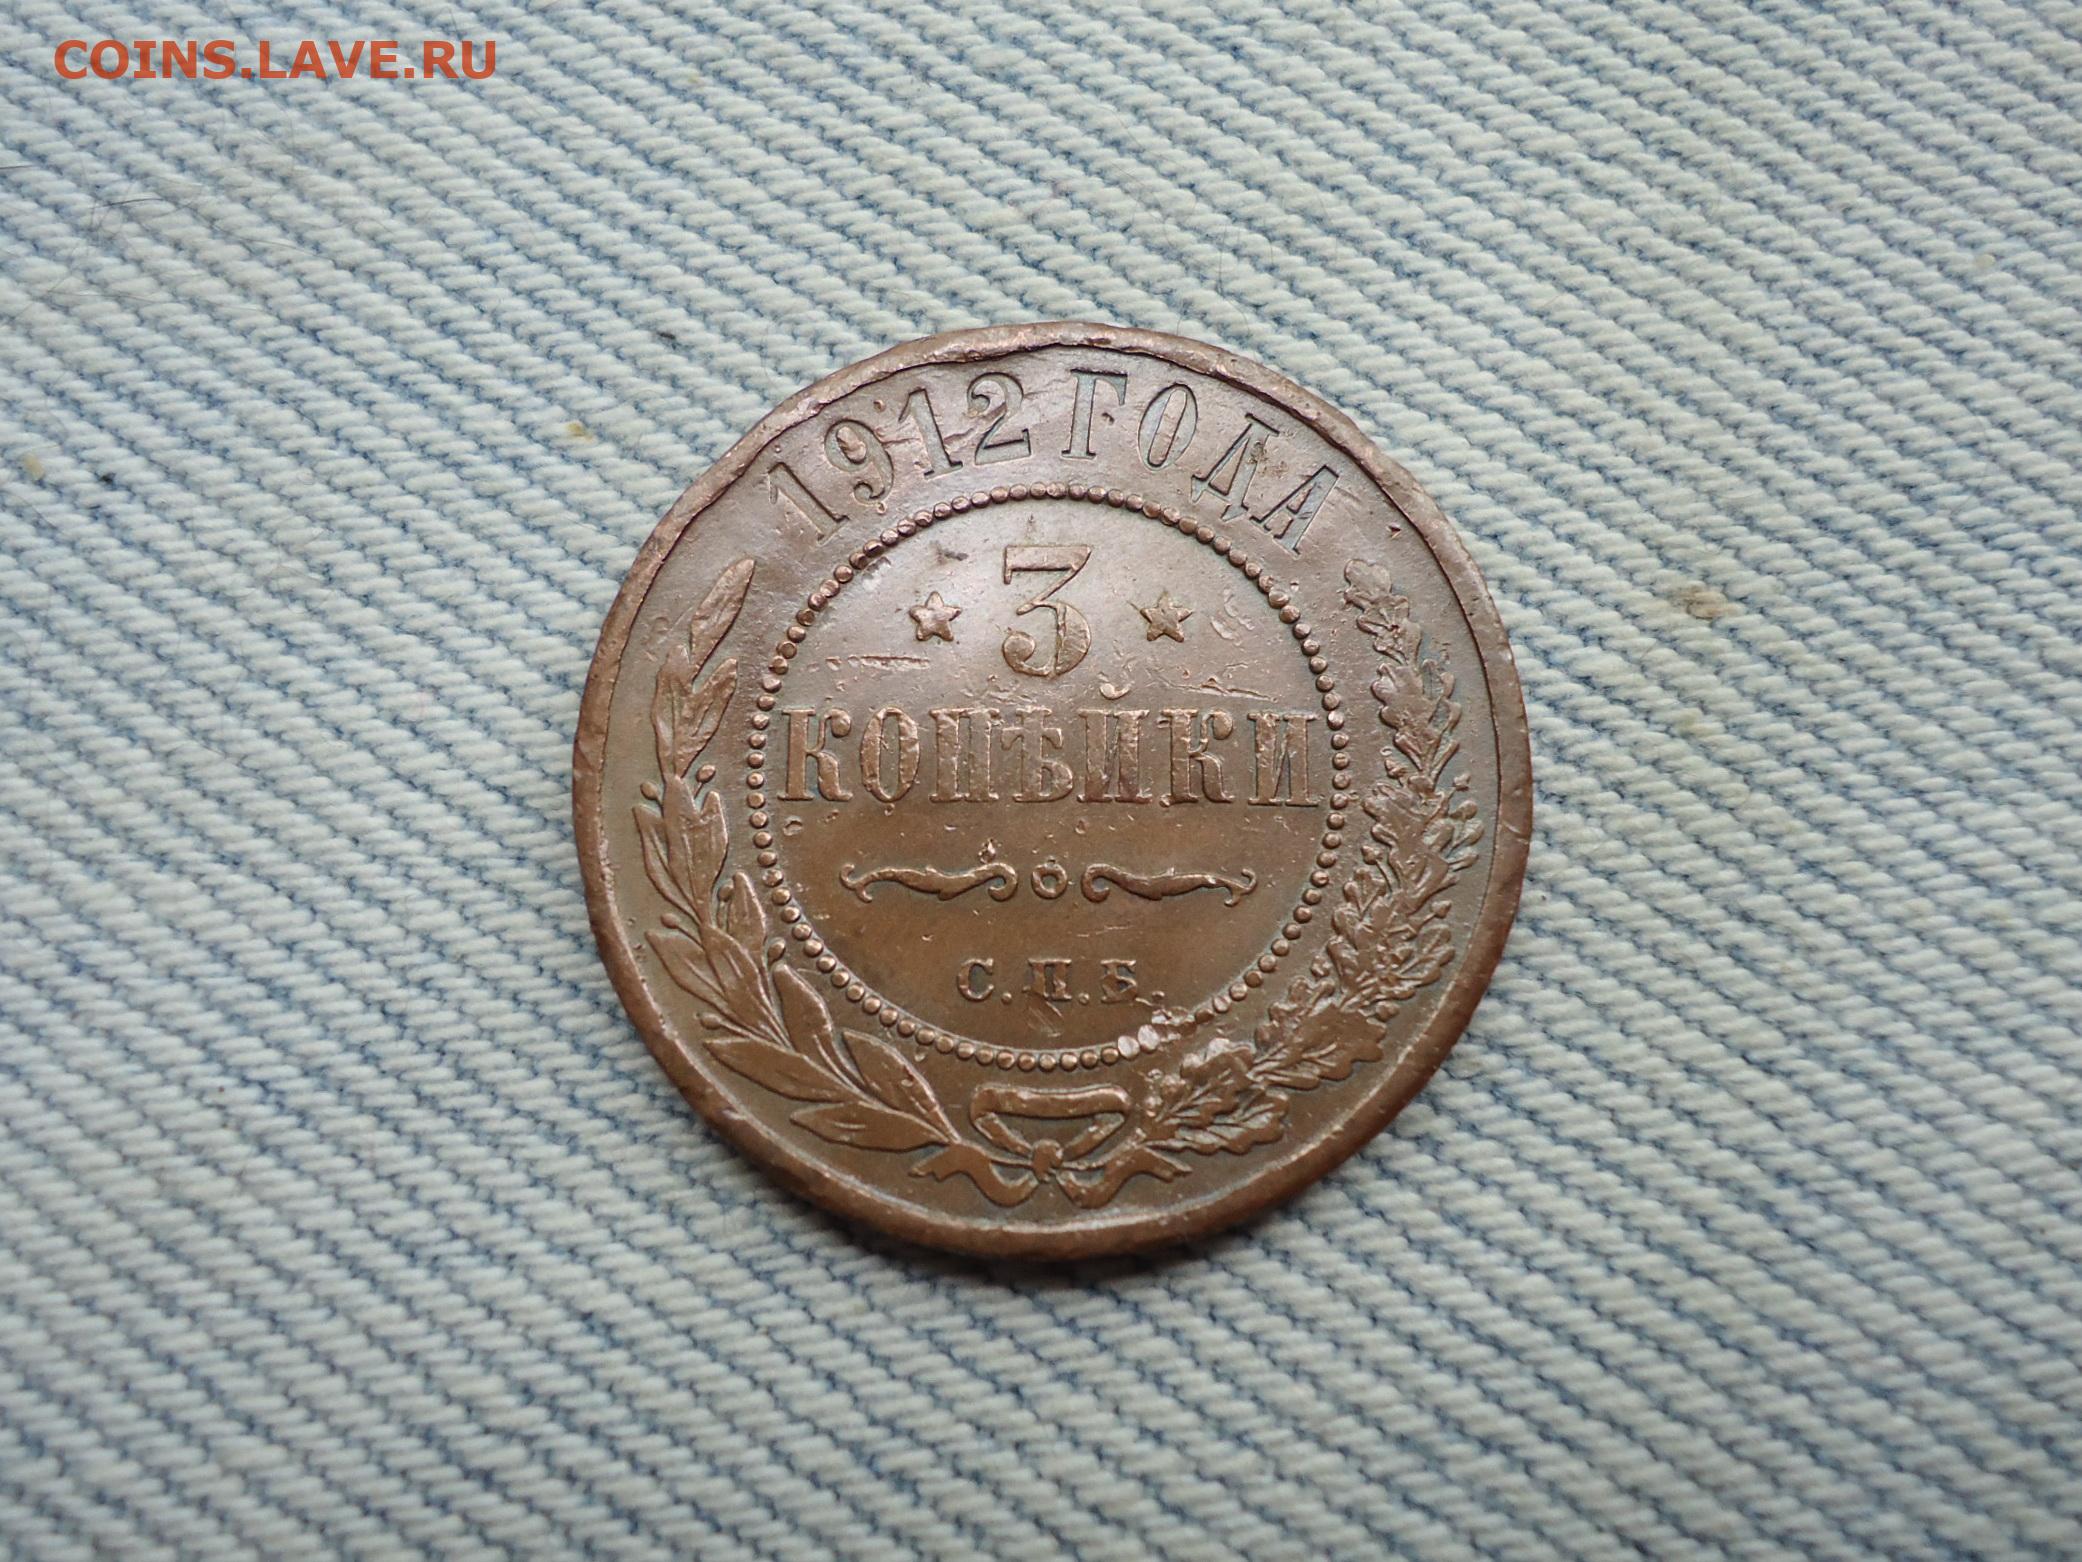 COINS.LAVE.RU
1912 ГОДА
3
КОПѢЙКИ
С.П.Б.